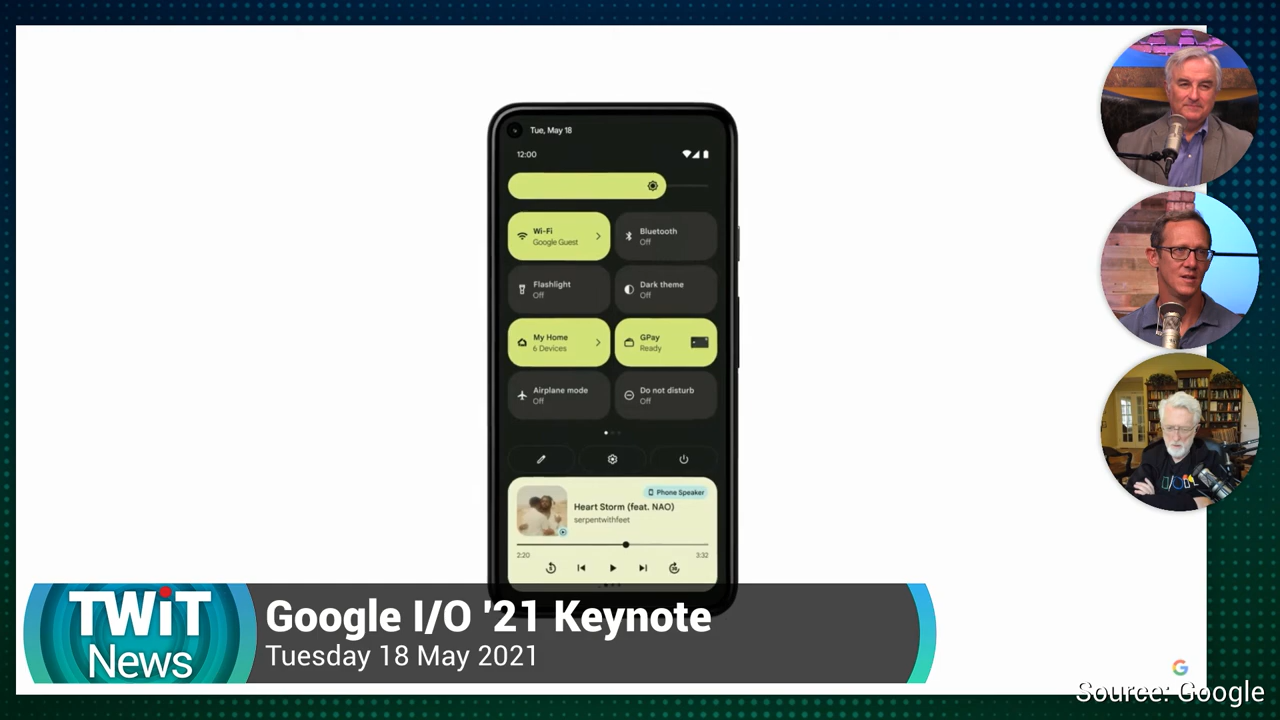 Tue, May 18
12:00
Wi-Fi
Google Guest
Bluetooth
Off
Flashlight
Off
Dark theme
Off
My Home
6 Devices
GPay
Ready
Airplane mode
Off
Do not disturb
Off
Phone Speaker
Heart Storm (feat. NAO)
serpentwithfeet
2:20
3:32
TWiT
News
Google I/O '21 Keynote
Tuesday 18 May 2021
G
Source: Google